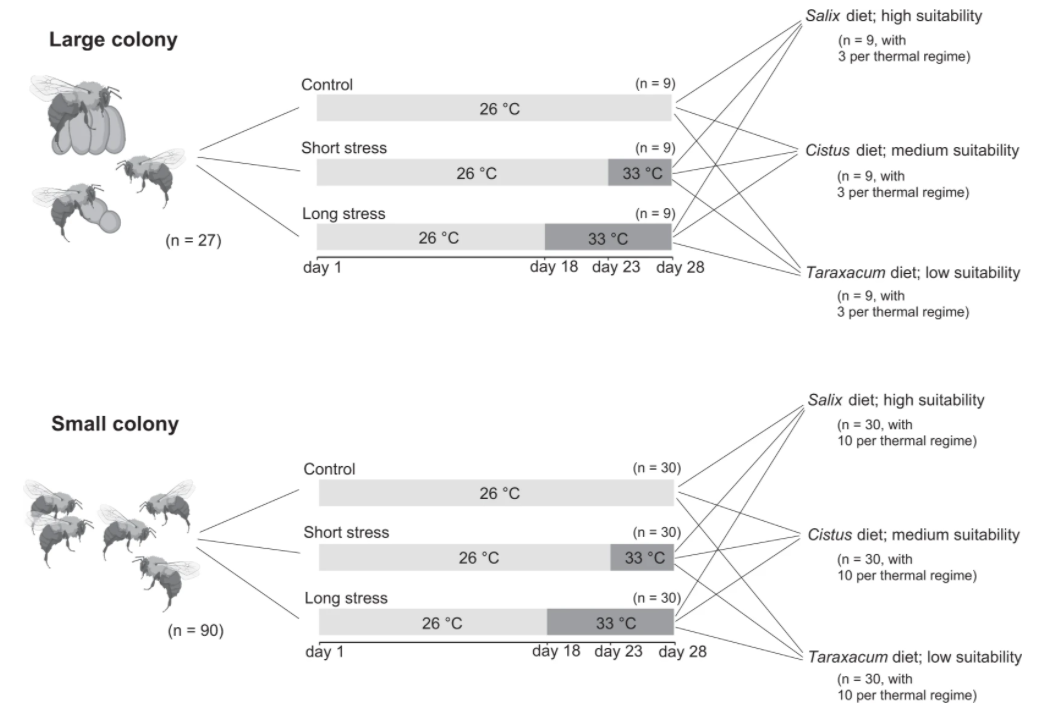 Large colony
(n = 27)
Control
(n = 9)
26 °C
Short stress
(n = 9)
26 °C
33 °C
Long stress
(n = 9)
26 °C
33 °C
day 1
day 18
day 23
day 28
Salix diet; high suitability
(n = 9, with
3 per thermal regime)
Cistus diet; medium suitability
(n = 9, with
3 per thermal regime)
Taraxacum diet; low suitability
(n = 9, with
3 per thermal regime)
Small colony
(n = 90)
Control
(n = 30)
26 °C
Short stress
(n = 30)
26 °C
33 °C
Long stress
(n = 30)
26 °C
33 °C
day 1
day 18
day 23
day 28
Salix diet; high suitability
(n = 30, with
10 per thermal regime)
Cistus diet; medium suitability
(n = 30, with
10 per thermal regime)
Taraxacum diet; low suitability
(n = 30, with
10 per thermal regime)